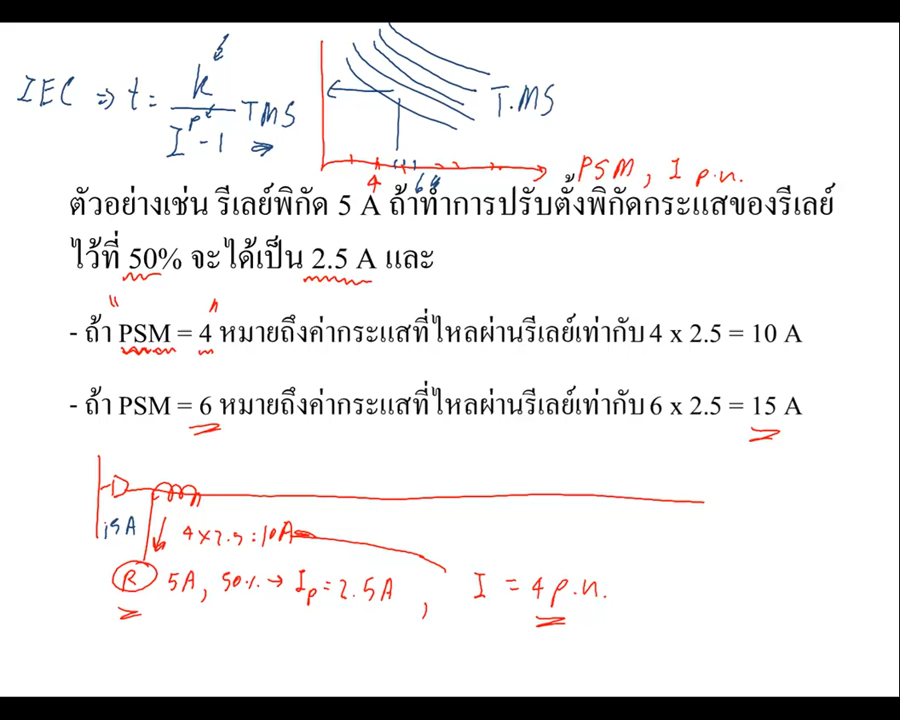 IEC ⇒ t = k / I^p - 1 TMS
T.MS
4 6
PSM, I p.u.
ตัวอย่างเช่น รีเลย์พิกัด 5 A ถ้าทำการปรับตั้งพิกัดกระแสของรีเลย์
ไว้ที่ 50% จะได้เป็น 2.5 A และ
- ถ้า PSM = 4 หมายถึงค่ากระแสที่ไหลผ่านรีเลย์เท่ากับ 4 x 2.5 = 10 A
- ถ้า PSM = 6 หมายถึงค่ากระแสที่ไหลผ่านรีเลย์เท่ากับ 6 x 2.5 = 15 A
15A
4x2.5 : 10A
R 5A, 50% → Ip = 2.5A, I = 4 p.u.